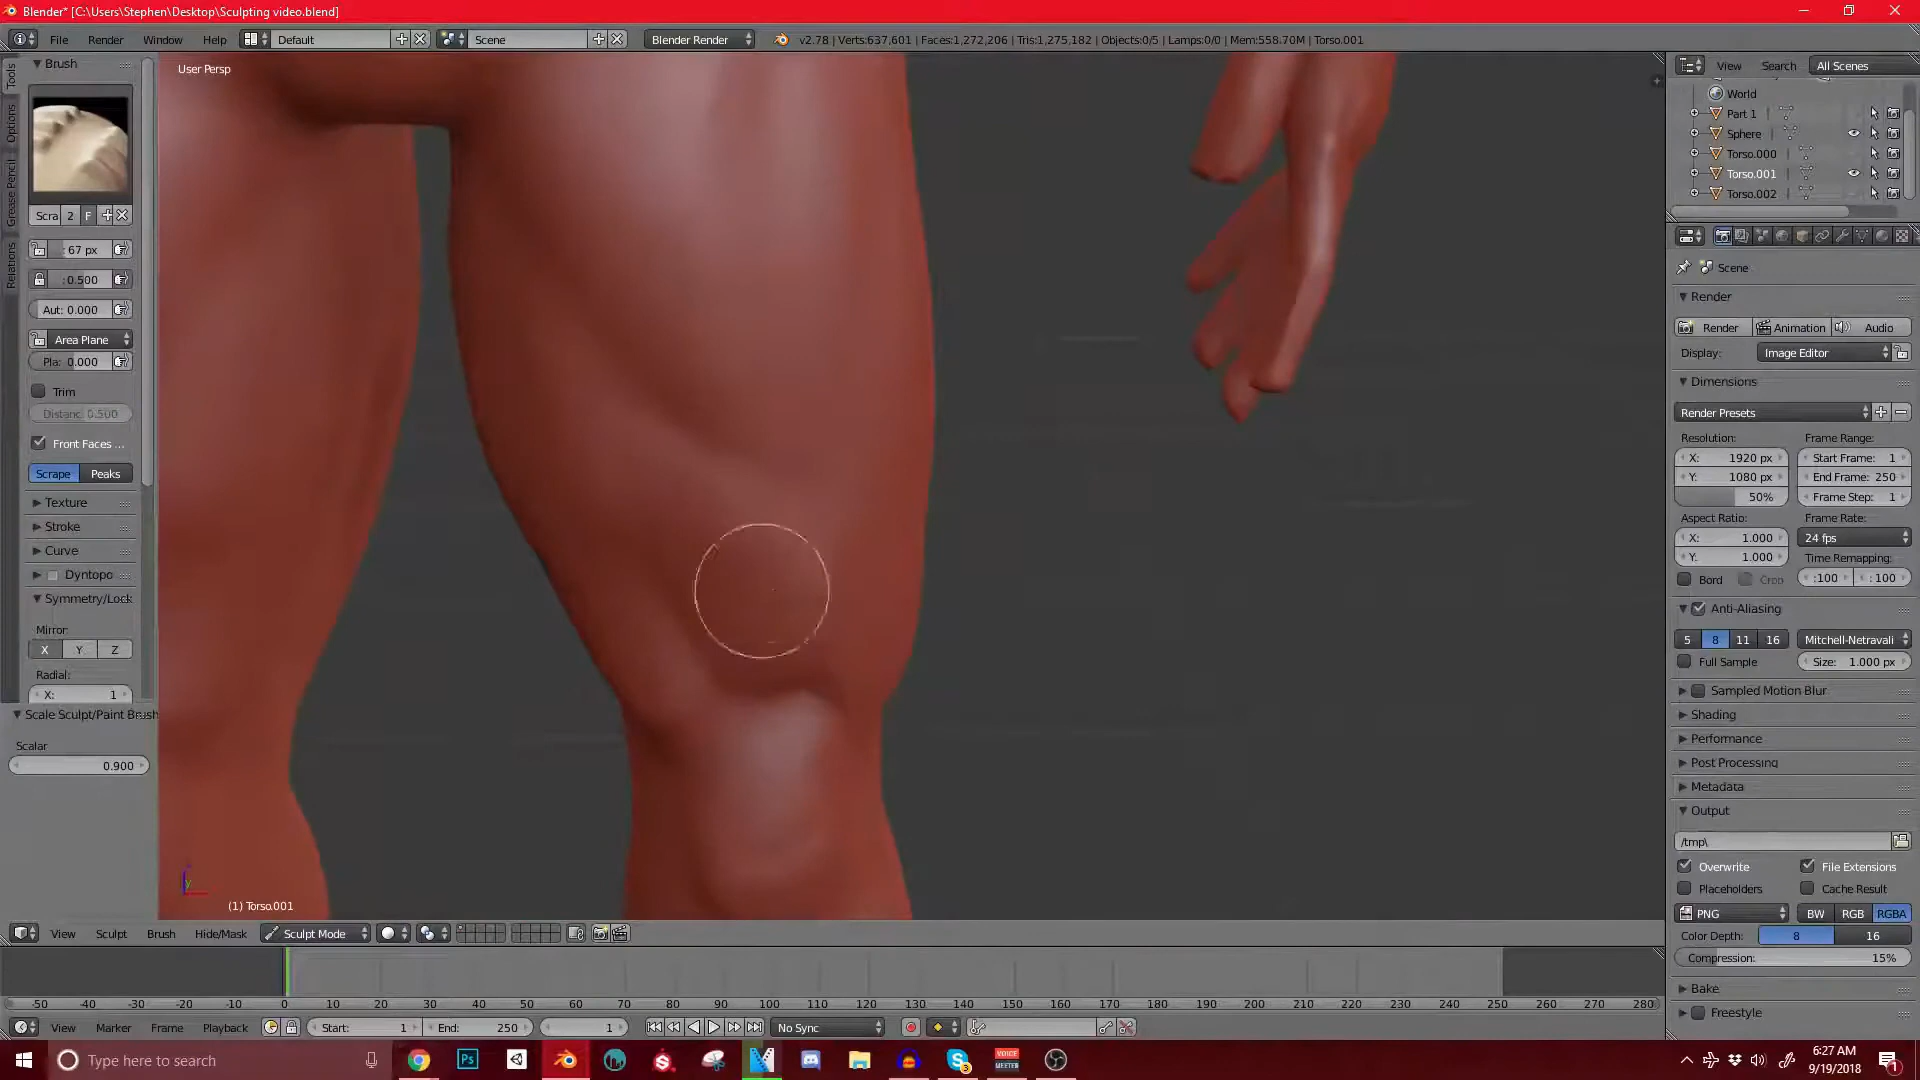 Blender* [C:\Users\Stephen\Desktop\Sculpting video.blend]
File Render Window Help Default Scene Blender Render v2.78 | Verts:637,601 | Faces:1,272,206 | Tris:1,275,182 | Objects:0/5 | Lamps:0/0 | Mem:558.70M | Torso.001
Tools
Options
Grease Pencil
Relations
Brush
Scra 2 F
: 67 px
: 0.500
Aut: 0.000
Area Plane
Pla: 0.000
Trim
Distanc: 0.500
Front Faces ...
Scrape Peaks
Texture
Stroke
Curve
Dyntopo
Symmetry/Lock
Mirror:
X Y Z
Radial:
X: 1
Scale Sculpt/Paint Brush
Scalar
0.900
User Persp
(1) Torso.001
View Search All Scenes
World
Part 1
Sphere
Torso.000
Torso.001
Torso.002
Scene
Render
Render Animation Audio
Display: Image Editor
Dimensions
Render Presets
Resolution: Frame Range:
X: 1920 px Start Frame: 1
Y: 1080 px End Frame: 250
50% Frame Step: 1
Aspect Ratio: Frame Rate:
X: 1.000 24 fps
Y: 1.000 Time Remapping:
Bord Crop :100 : 100
Anti-Aliasing
5 8 11 16 Mitchell-Netravali
Full Sample Size: 1.000 px
Sampled Motion Blur
Shading
Performance
Post Processing
Metadata
Output
/tmp\
Overwrite File Extensions
Placeholders Cache Result
PNG BW RGB RGBA
Color Depth: 8 16
Compression: 15%
Bake
Freestyle
View Sculpt Brush Hide/Mask Sculpt Mode
-50 -40 -30 -20 -10 0 10 20 30 40 50 60 70 80 90 100 110 120 130 140 150 160 170 180 190 200 210 220 230 240 250 260 270 280
View Marker Frame Playback Start: 1 End: 250 1 No Sync
Type here to search
VOICE
MEETER
3
6:27 AM
9/19/2018
1